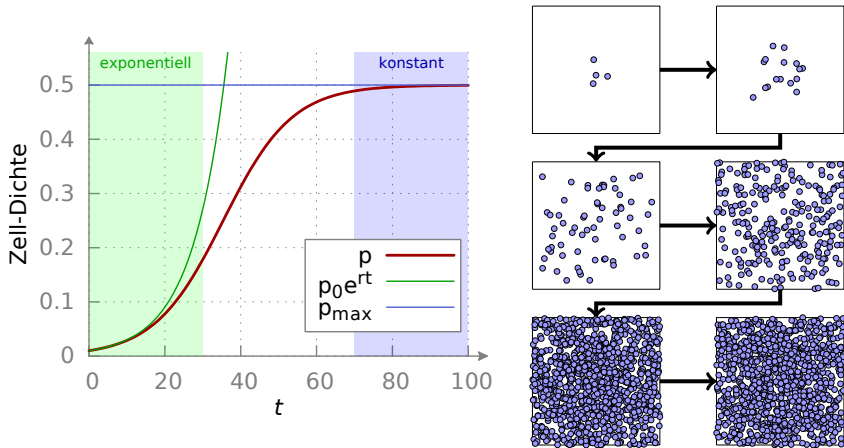 exponentiell
konstant
0.5
0.4
0.3
0.2
0.1
0
Zell-Dichte
p
p₀eʳᵗ
pₘₐₓ
0 20 40 60 80 100
t